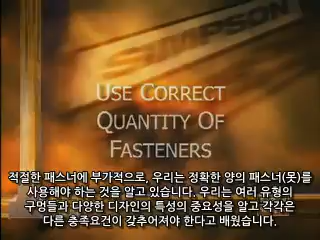 SIMPSON
USE CORRECT
QUANTITY OF
FASTENERS
적절한 패스너에 부가적으로, 우리는 정확한 양의 패스너(못)를
사용해야 하는 것을 알고 있습니다. 우리는 여러 유형의
구멍들과 다양한 디자인의 특성의 중요성을 알고 각각은
다른 충족요건이 갖추어져야 한다고 배웠습니다.